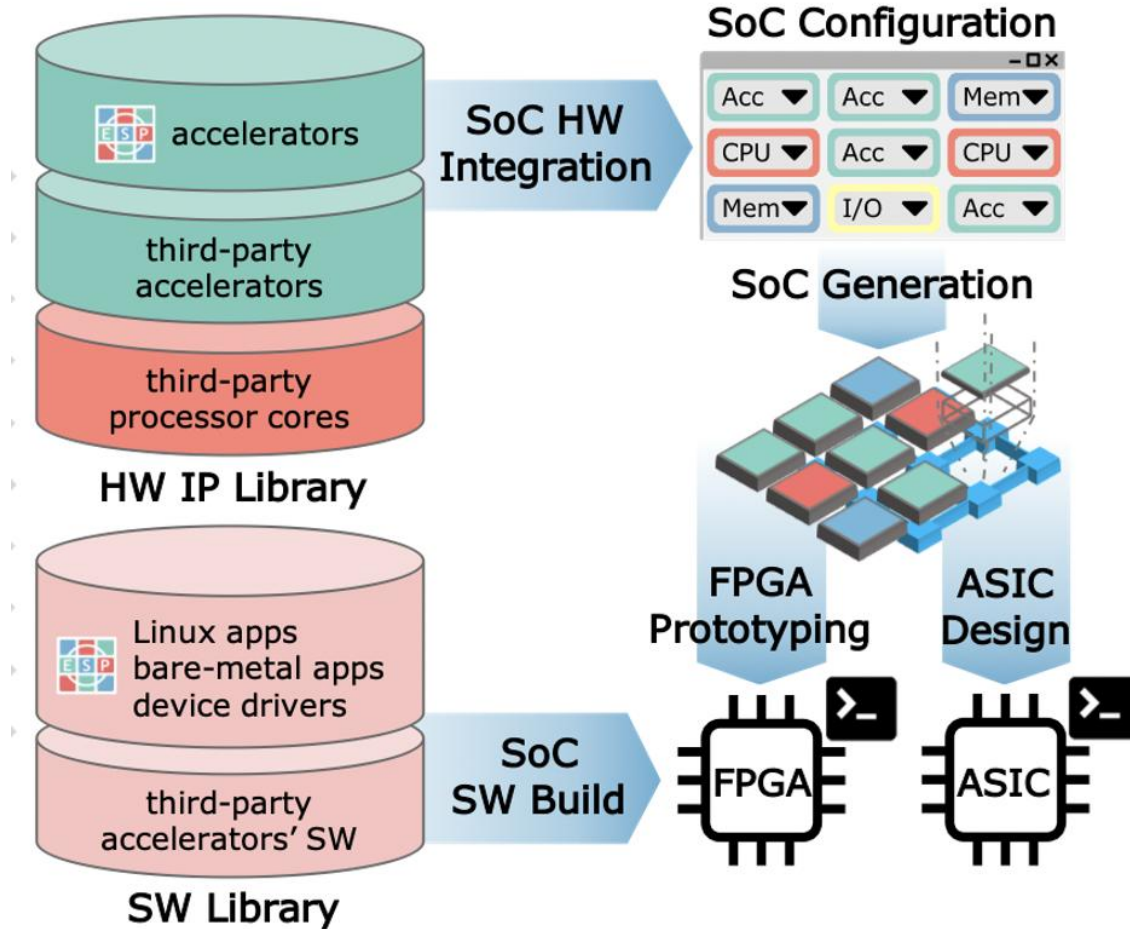 ESP
accelerators
third-party
accelerators
third-party
processor cores
HW IP Library
SoC HW
Integration
SoC Configuration
Acc
Acc
Mem
CPU
Acc
CPU
Mem
I/O
Acc
SoC Generation
FPGA
Prototyping
ASIC
Design
ESP
Linux apps
bare-metal apps
device drivers
third-party
accelerators’ SW
SW Library
SoC
SW Build
>_
FPGA
>_
ASIC